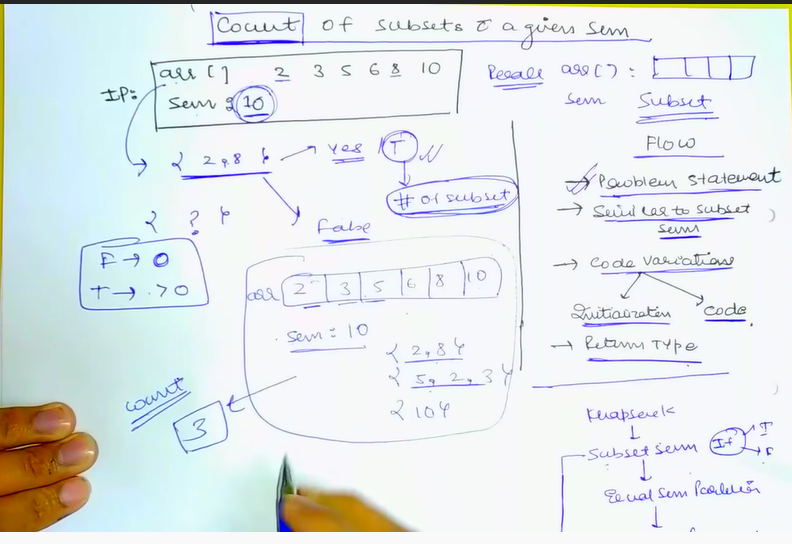 Count of subsets c a given sum
arr [ ] 2 3 5 6 8 10
I/P:
sum : 10
{ 2, 8 } → Yes / T
# of subset
{ ? }
False
F → 0
T → > 0
arr 2 3 5 6 8 10
sum = 10
{ 2, 8 }
{ 5, 2, 3 }
{ 10 }
count
3
Recall arr( ) :
sum Subset
Flow
→ Problem statement
→ Similar to subset
sum
→ Code variations
Initialization code
→ Return Type
Knapsack
Subset sum T
F
Equal sum Partition